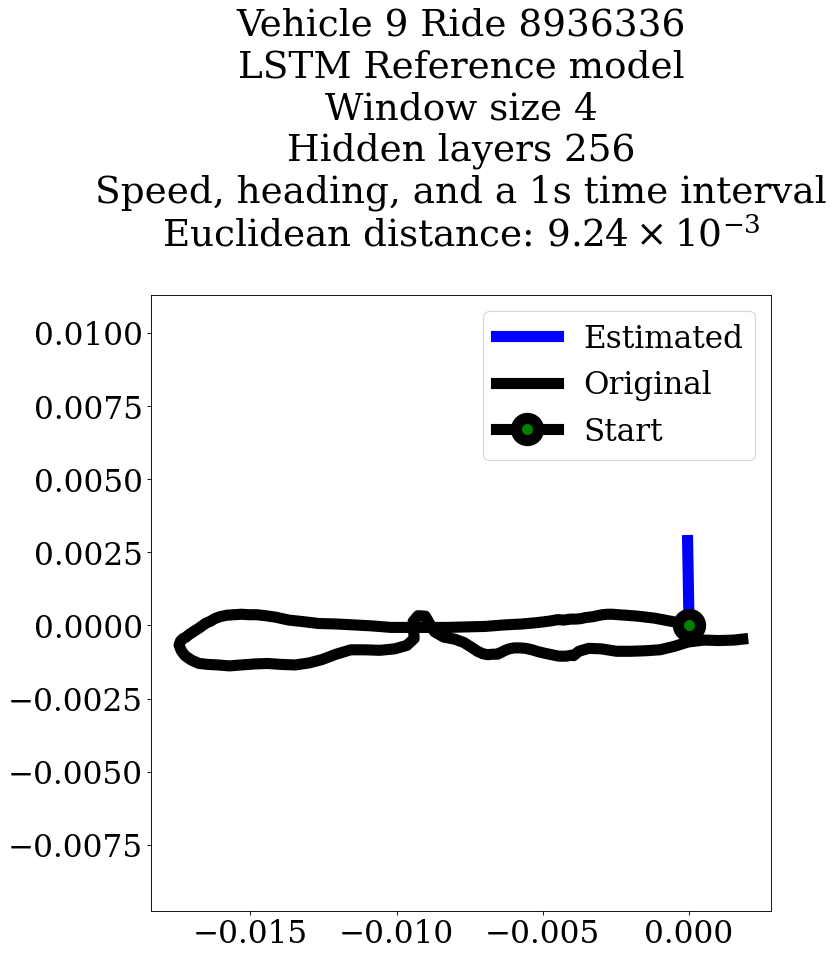 Vehicle 9 Ride 8936336
LSTM Reference model
Window size 4
Hidden layers 256
Speed, heading, and a 1s time interval
Euclidean distance: 9.24 × 10⁻³
Estimated
Original
Start
0.0100
0.0075
0.0050
0.0025
0.0000
−0.0025
−0.0050
−0.0075
−0.015 −0.010 −0.005 0.000